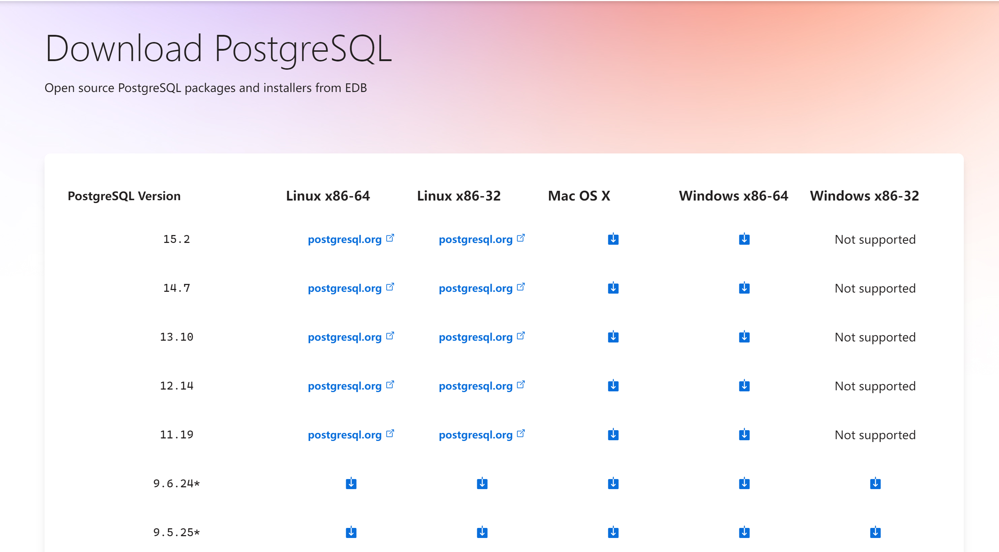 Download PostgreSQL
Open source PostgreSQL packages and installers from EDB
PostgreSQL Version Linux x86-64 Linux x86-32 Mac OS X Windows x86-64 Windows x86-32
15.2 postgresql.org postgresql.org Not supported
14.7 postgresql.org postgresql.org Not supported
13.10 postgresql.org postgresql.org Not supported
12.14 postgresql.org postgresql.org Not supported
11.19 postgresql.org postgresql.org Not supported
9.6.24*
9.5.25*